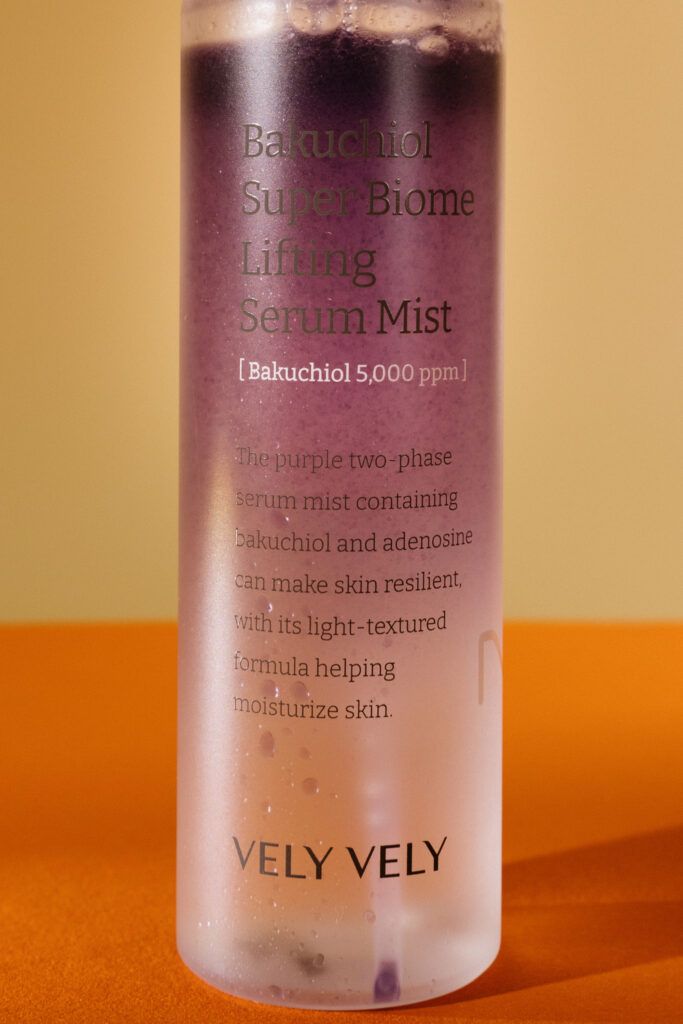 Bakuchiol
Super Biome
Lifting
Serum Mist
[ Bakuchiol 5,000 ppm ]
The purple two-phase
serum mist containing
bakuchiol and adenosine
can make skin resilient,
with its light-textured
formula helping
moisturize skin.
VELY VELY